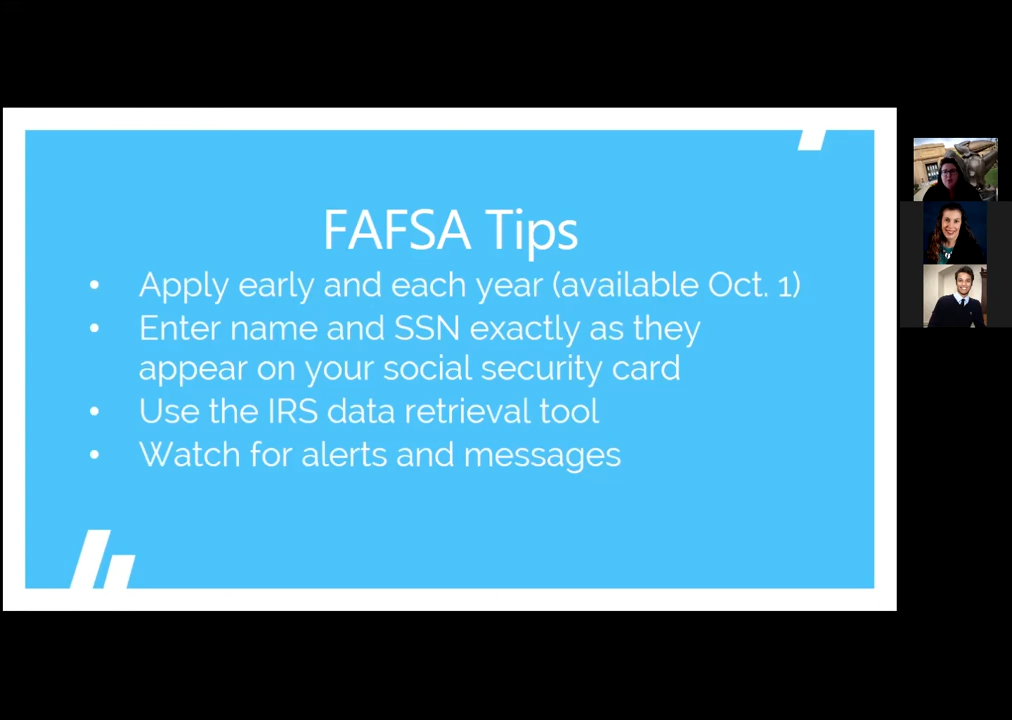 FAFSA Tips
• Apply early and each year (available Oct. 1)
• Enter name and SSN exactly as they
appear on your social security card
• Use the IRS data retrieval tool
• Watch for alerts and messages